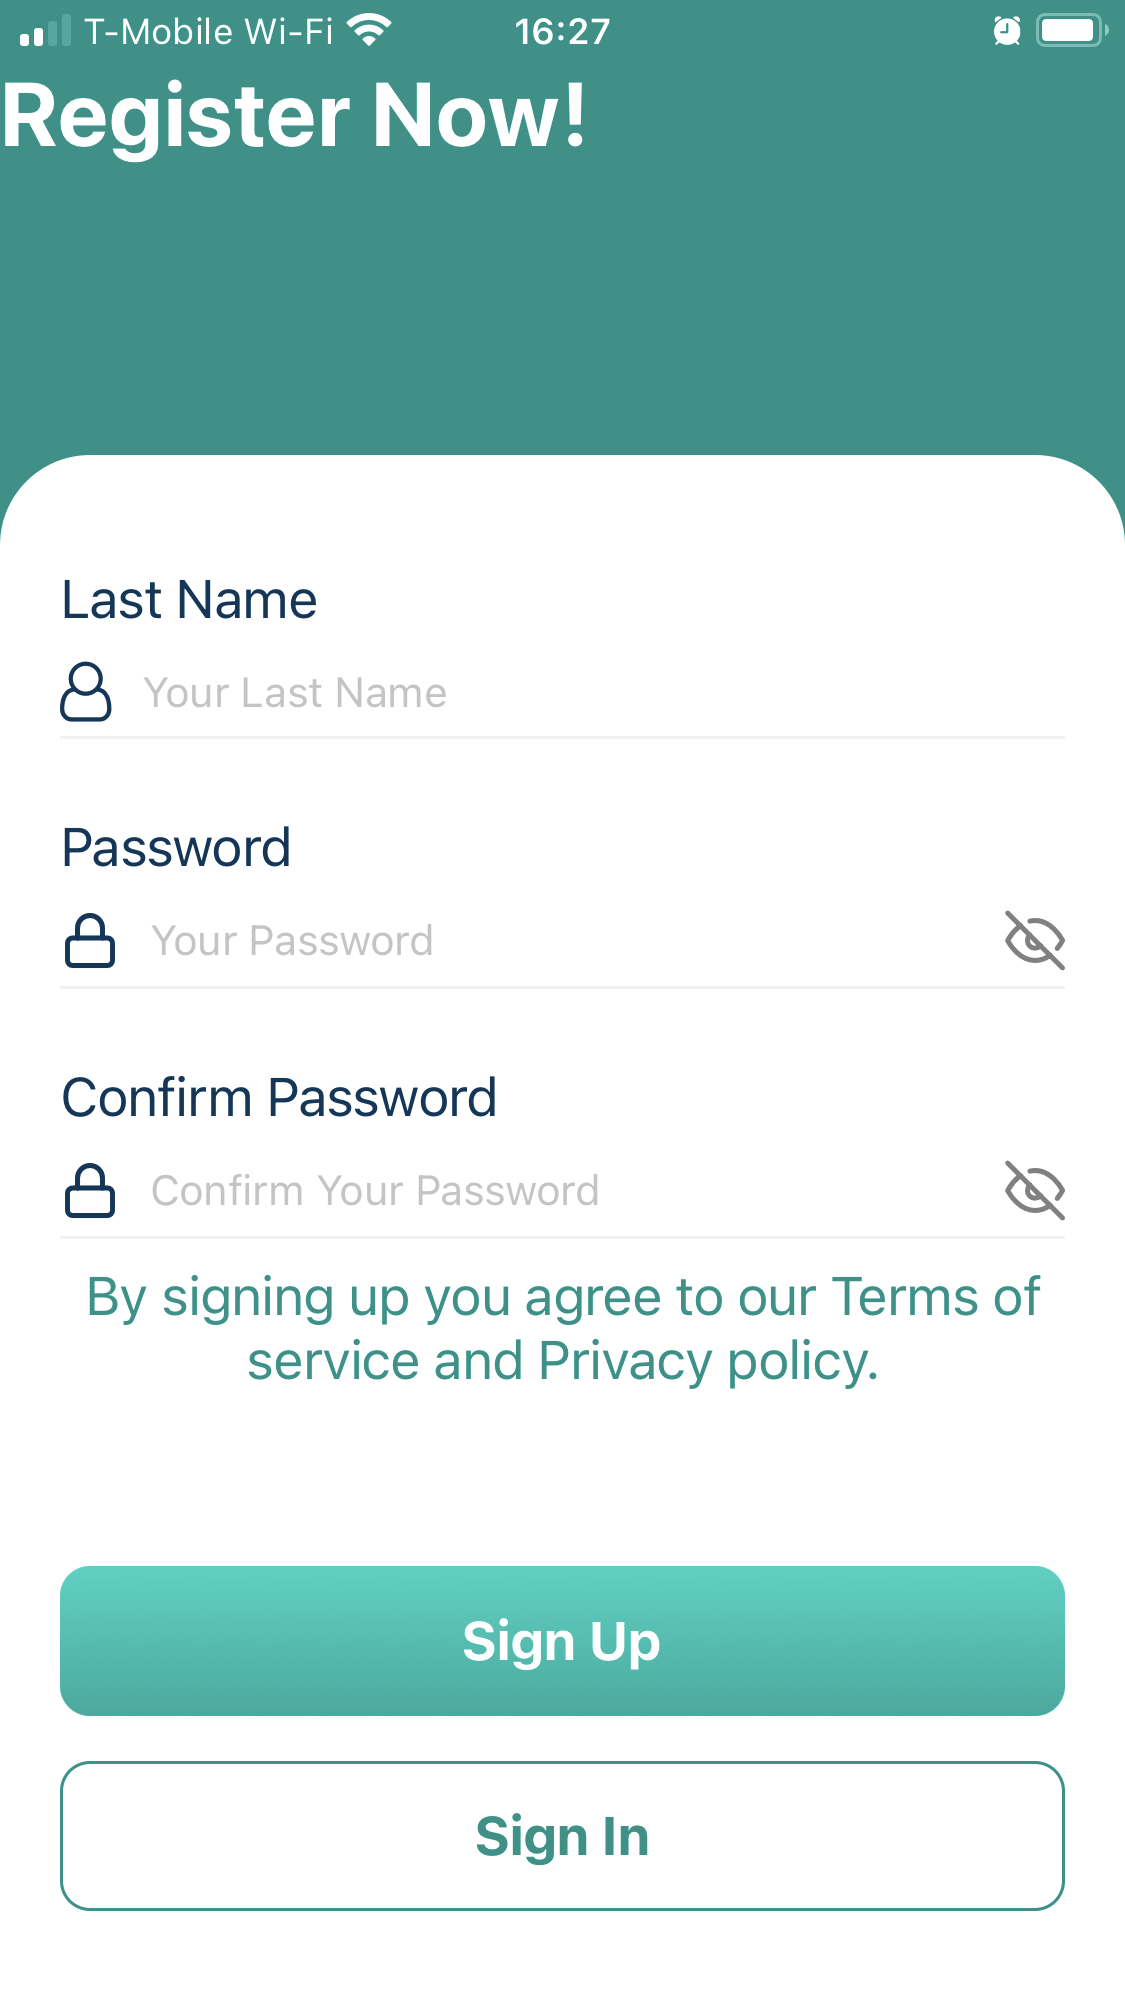 T-Mobile Wi-Fi 16:27
Register Now!
Last Name
Your Last Name
Password
Your Password
Confirm Password
Confirm Your Password
By signing up you agree to our Terms of
service and Privacy policy.
Sign Up
Sign In